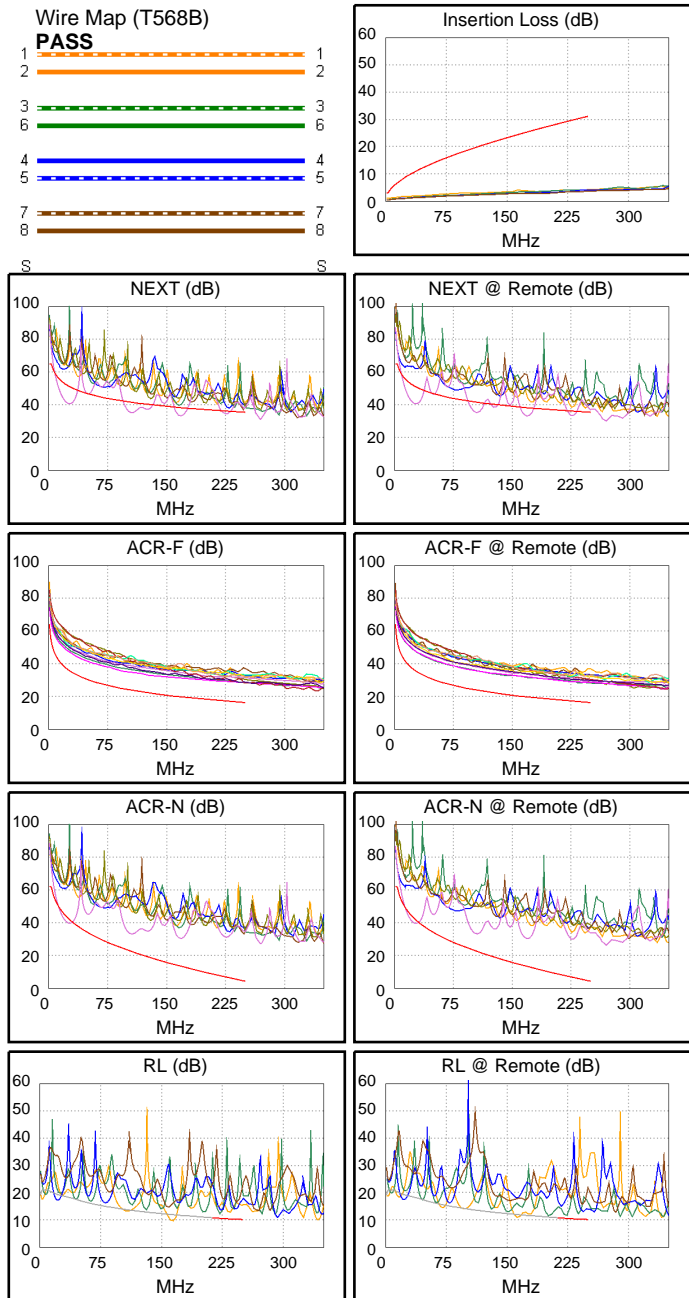 Wire Map (T568B)
PASS
1 1
2 2
3 3
6 6
4 4
5 5
7 7
8 8
S S
Insertion Loss (dB)
60
50
40
30
20
10
0
0 75 150 225 300
MHz
NEXT (dB)
100
80
60
40
20
0
0 75 150 225 300
MHz
NEXT @ Remote (dB)
100
80
60
40
20
0
0 75 150 225 300
MHz
ACR-F (dB)
100
80
60
40
20
0
0 75 150 225 300
MHz
ACR-F @ Remote (dB)
100
80
60
40
20
0
0 75 150 225 300
MHz
ACR-N (dB)
100
80
60
40
20
0
0 75 150 225 300
MHz
ACR-N @ Remote (dB)
100
80
60
40
20
0
0 75 150 225 300
MHz
RL (dB)
60
50
40
30
20
10
0
0 75 150 225 300
MHz
RL @ Remote (dB)
60
50
40
30
20
10
0
0 75 150 225 300
MHz